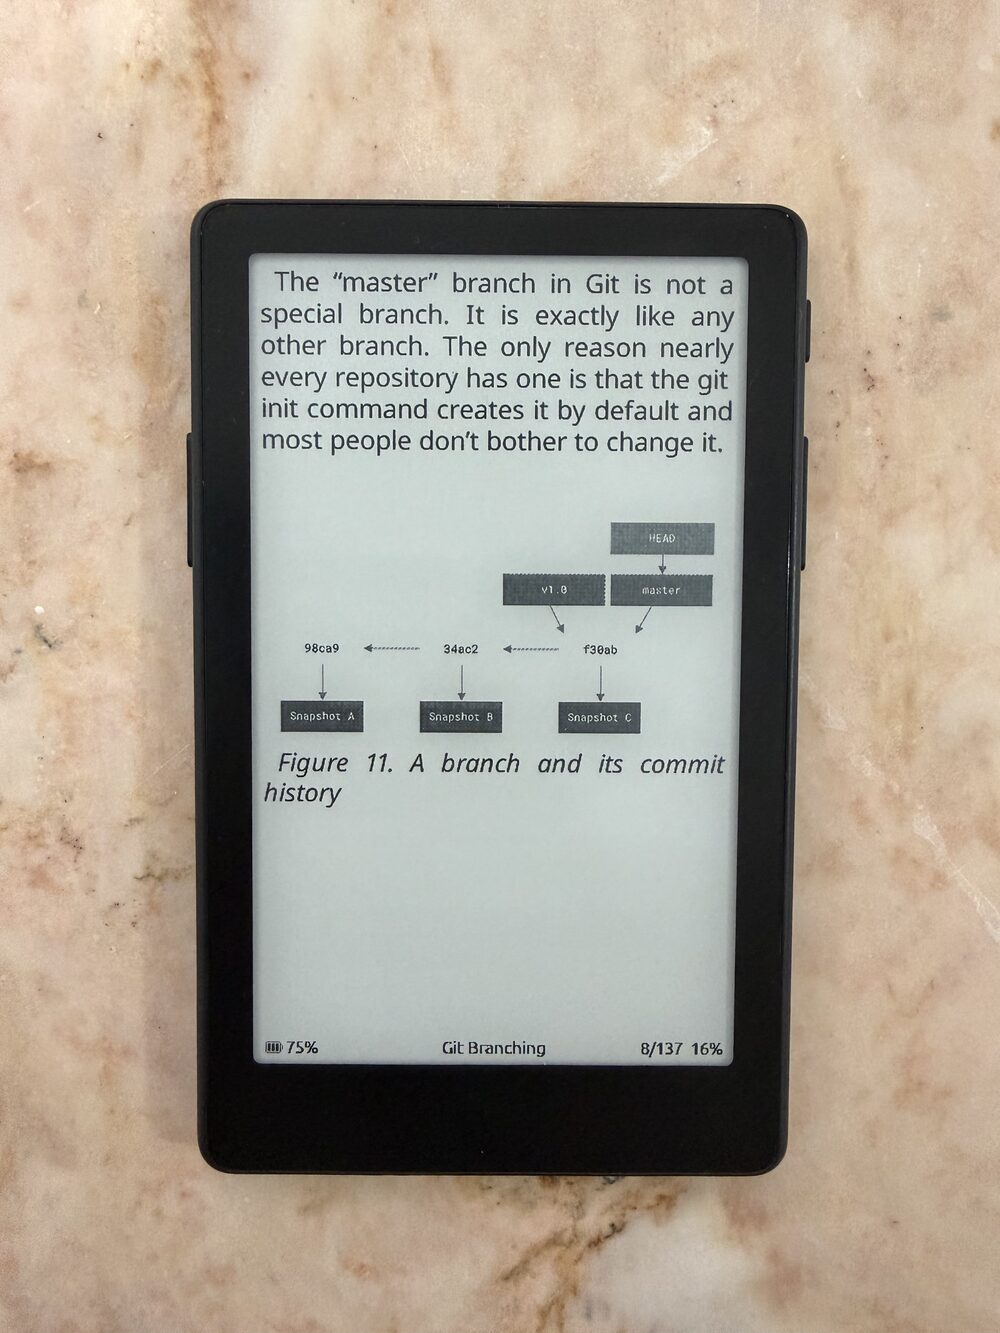 The “master” branch in Git is not a
special branch. It is exactly like any
other branch. The only reason nearly
every repository has one is that the git
init command creates it by default and
most people don’t bother to change it.
HEAD
v1.0 master
98ca9 34ac2 f30ab
Snapshot A Snapshot B Snapshot C
Figure 11. A branch and its commit
history
75% Git Branching 8/137 16%